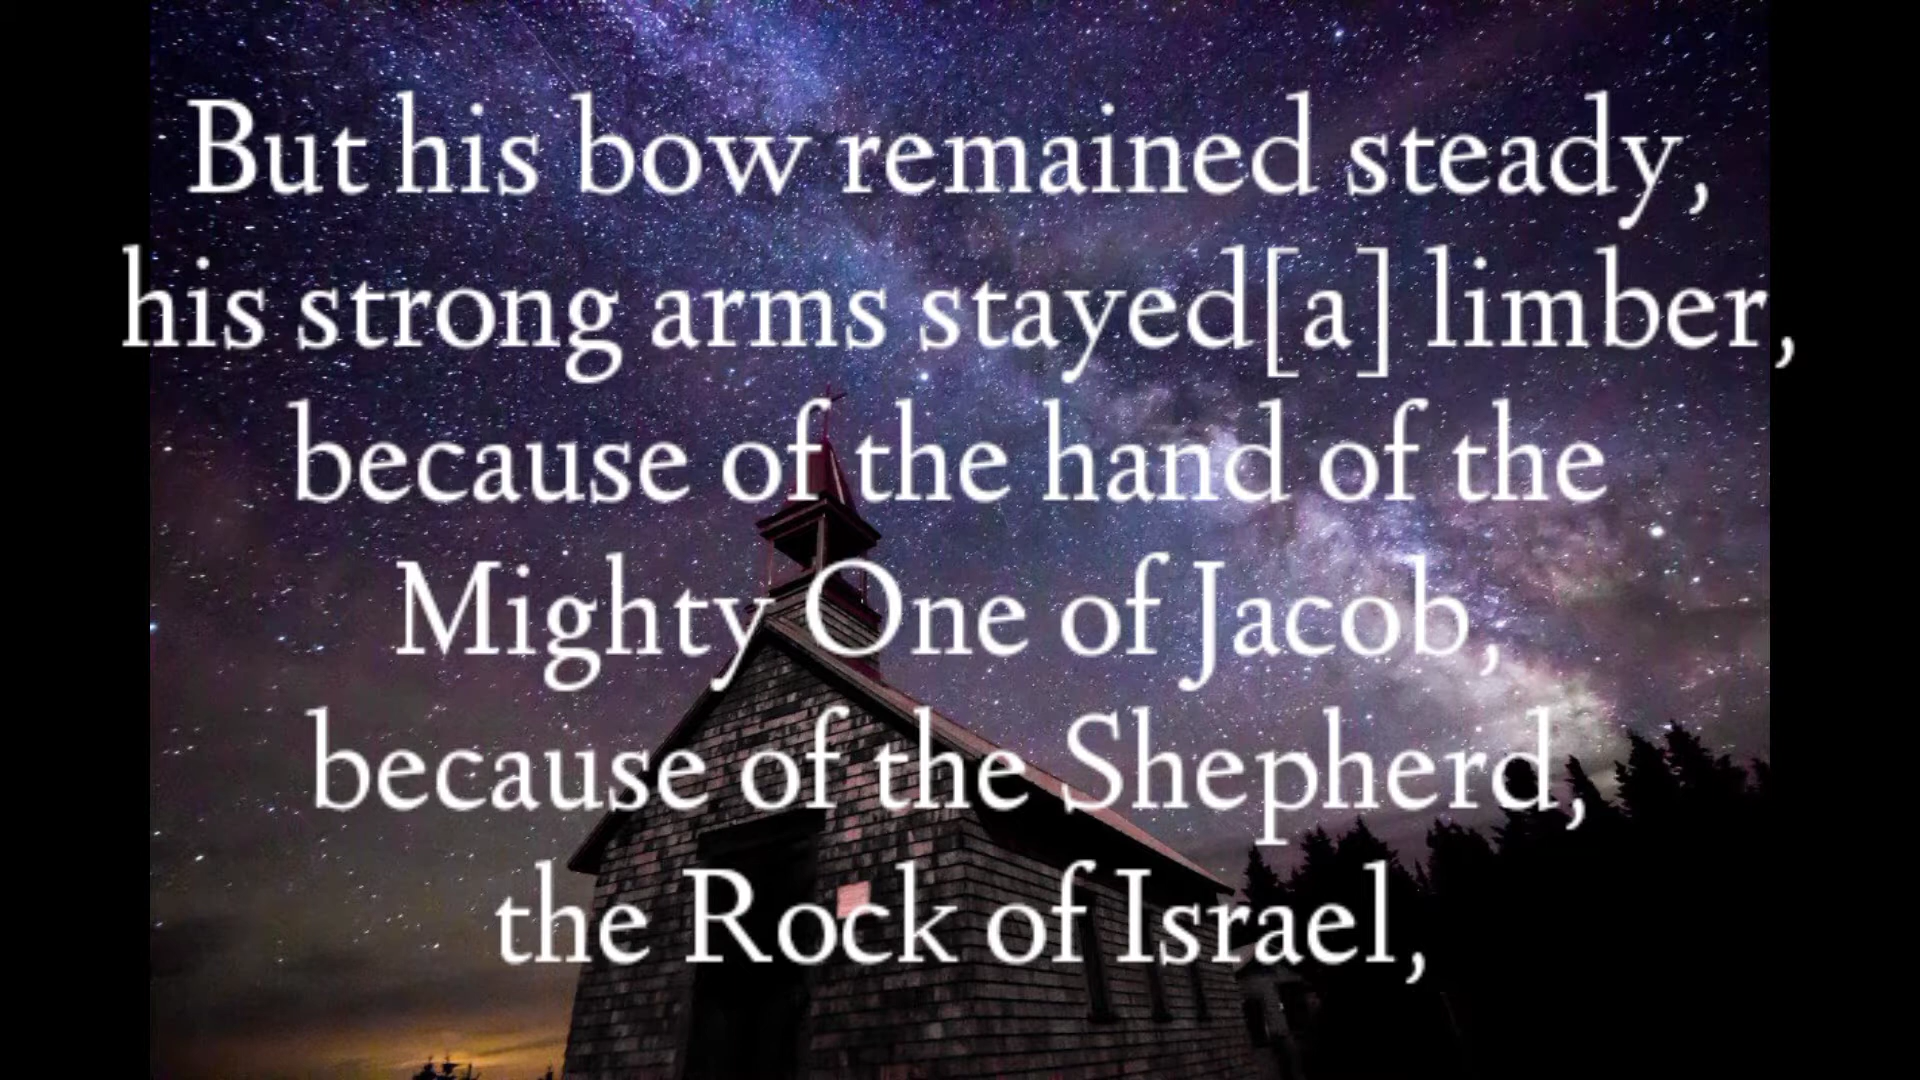 But his bow remained steady,
his strong arms stayed[a] limber,
because of the hand of the
Mighty One of Jacob,
because of the Shepherd,
the Rock of Israel,